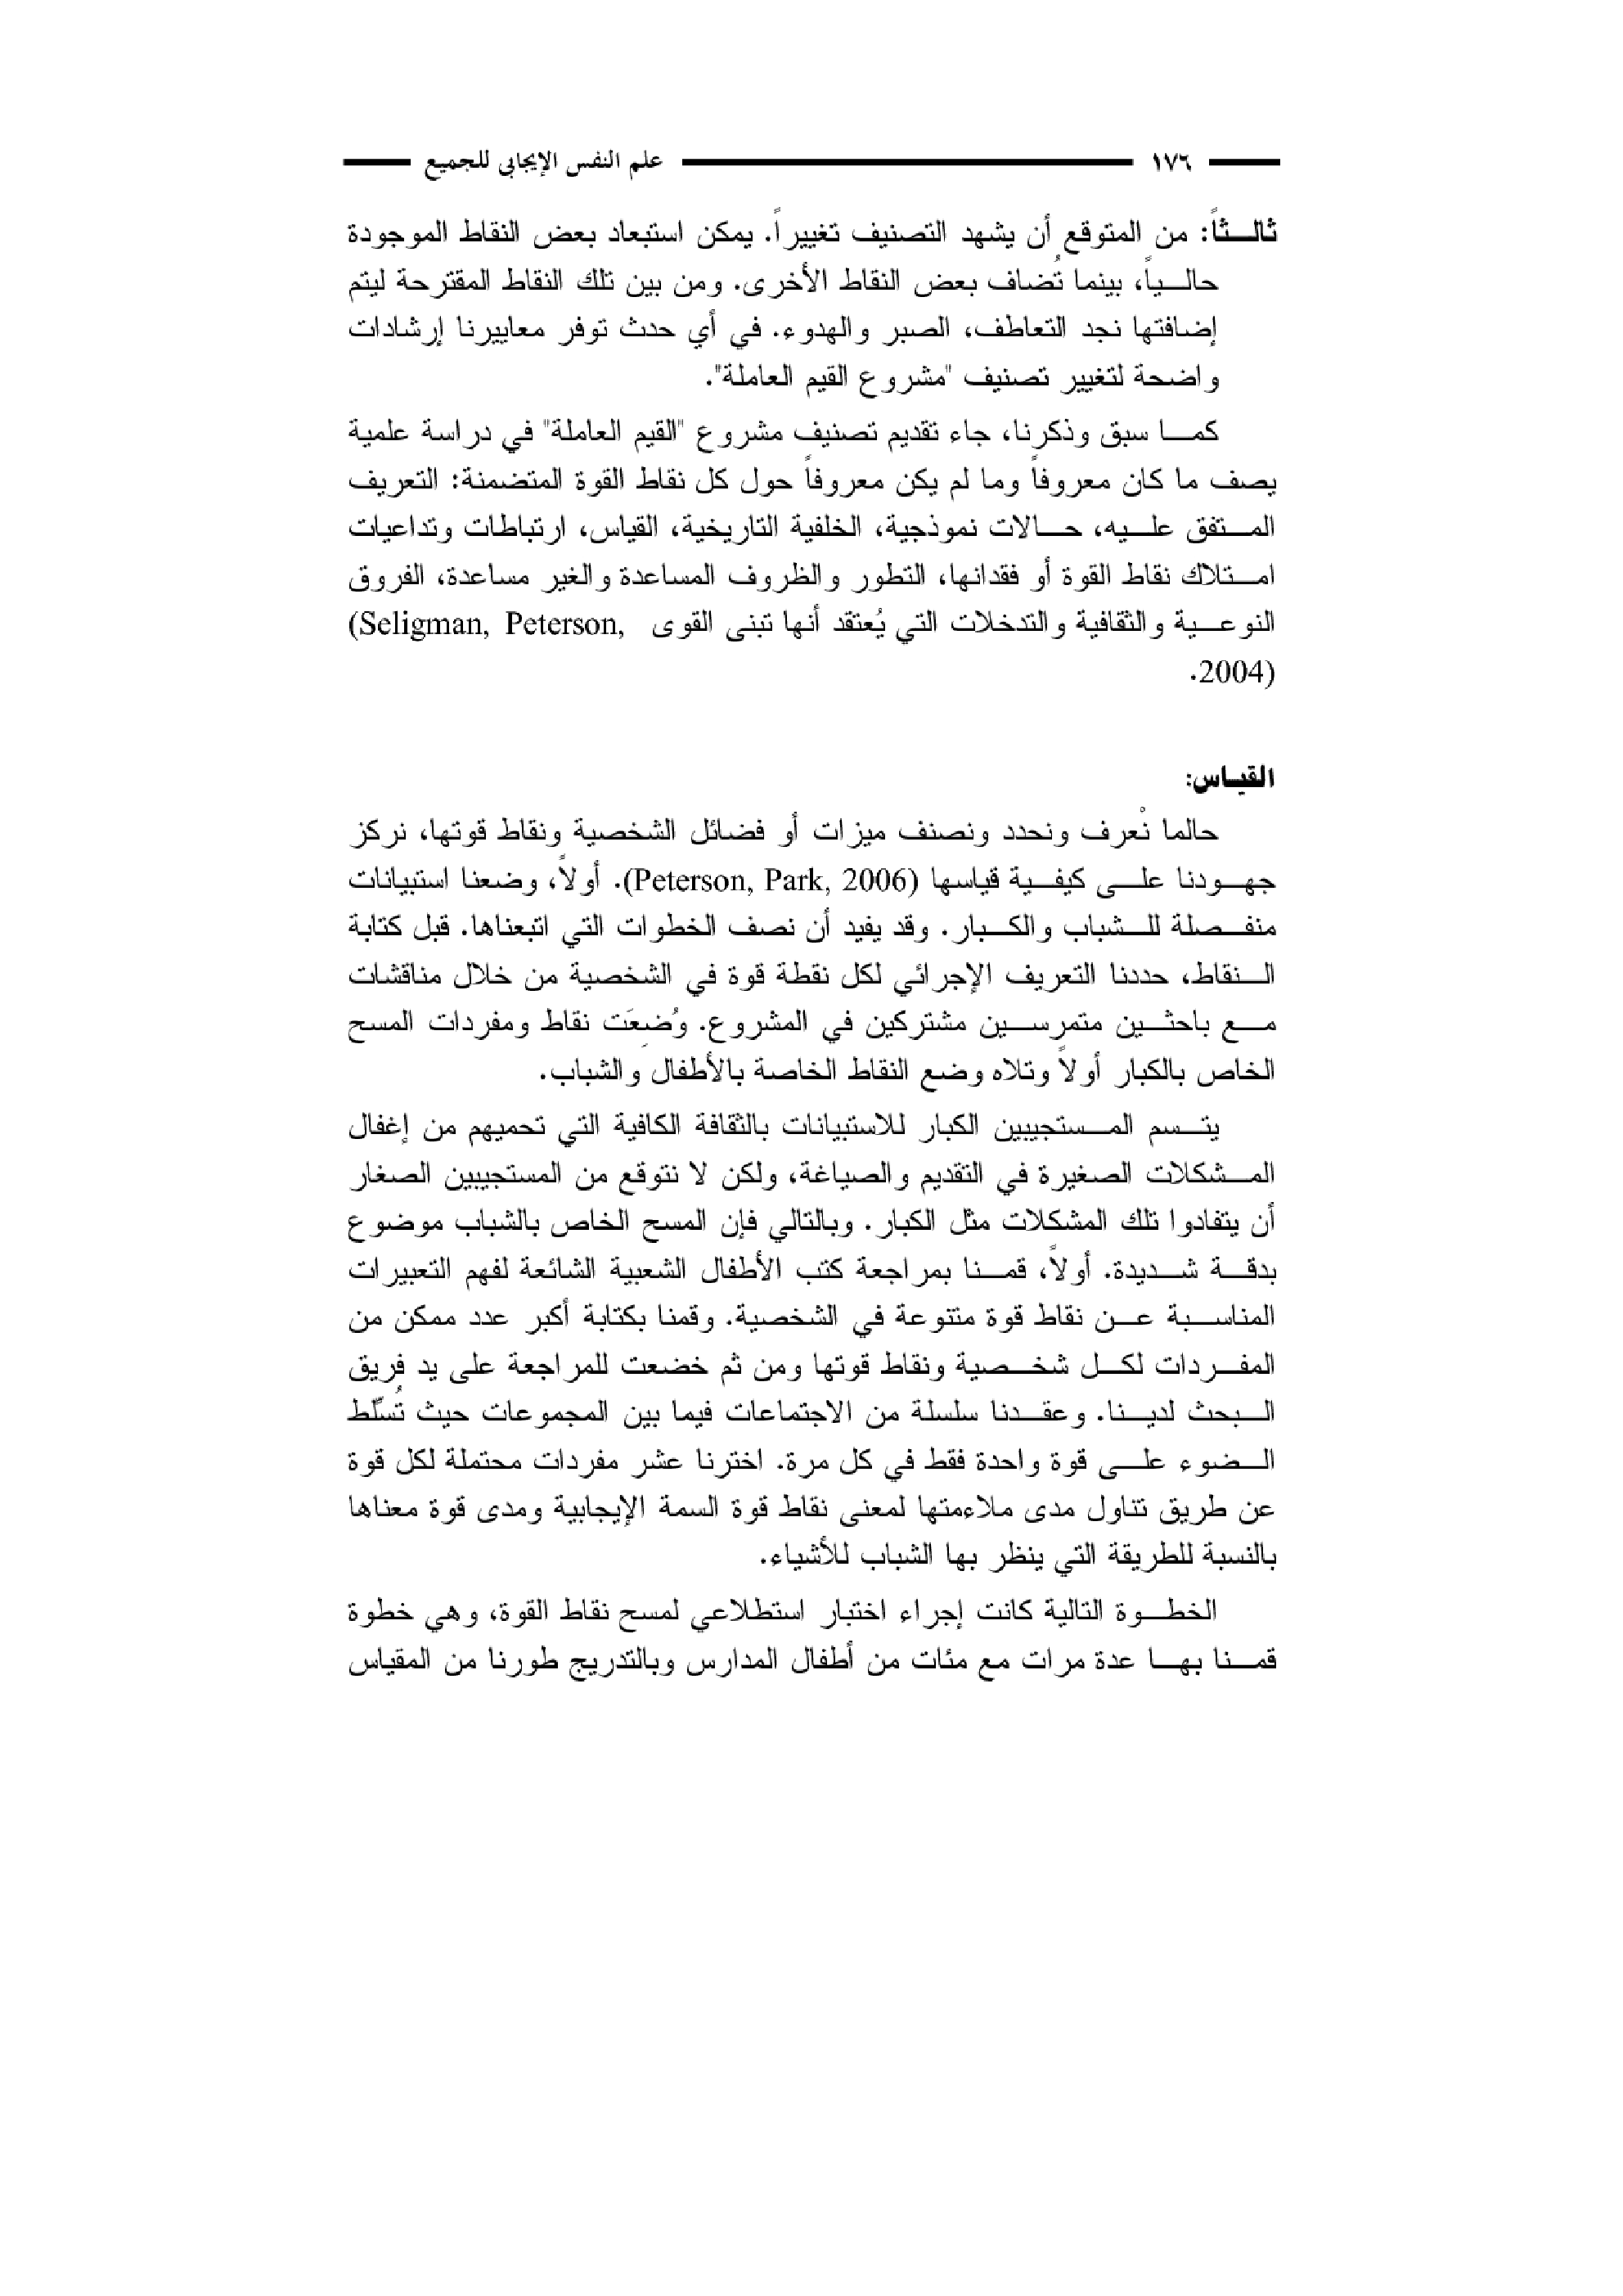 ١٧٦ علم النفس الإيجابي للجميع
ثالثاً: من المتوقع أن يشهد التصنيف تغييراً. يمكن استبعاد بعض النقاط الموجودة
حالياً، بينما تُضاف بعض النقاط الأخرى. ومن بين تلك النقاط المقترحة ليتم
إضافتها نجد التعاطف، الصبر والهدوء. في أي حدث توفر معاييرنا إرشادات
واضحة لتغيير تصنيف "مشروع القيم العاملة".
كما سبق وذكرنا، جاء تقديم تصنيف مشروع "القيم العاملة" في دراسة علمية
يصف ما كان معروفاً وما لم يكن معروفاً حول كل نقاط القوة المتضمنة: التعريف
المتفق عليه، حالات نموذجية، الخلفية التاريخية، القياس، ارتباطات وتداعيات
امتلاك نقاط القوة أو فقدانها، التطور والظروف المساعدة والغير مساعدة، الفروق
النوعية والثقافية والتدخلات التي يُعتقد أنها تبنى القوى (Seligman, Peterson,
2004).
القياس:
حالما نُعرف ونحدد ونصنف ميزات أو فضائل الشخصية ونقاط قوتها، نركز
جهودنا على كيفية قياسها (Peterson, Park, 2006). أولاً، وضعنا استبيانات
منفصلة للشباب والكبار. وقد يفيد أن نصف الخطوات التي اتبعناها. قبل كتابة
النقاط، حددنا التعريف الإجرائي لكل نقطة قوة في الشخصية من خلال مناقشات
مع باحثين متمرسين مشتركين في المشروع. وُضِعَت نقاط ومفردات المسح
الخاص بالكبار أولاً وتلاه وضع النقاط الخاصة بالأطفال والشباب.
يتسم المستجيبين الكبار للاستبيانات بالثقافة الكافية التي تحميهم من إغفال
المشكلات الصغيرة في التقديم والصياغة، ولكن لا نتوقع من المستجيبين الصغار
أن يتفادوا تلك المشكلات مثل الكبار. وبالتالي فإن المسح الخاص بالشباب موضوع
بدقة شديدة. أولاً، قمنا بمراجعة كتب الأطفال الشعبية الشائعة لفهم التعبيرات
المناسبة عن نقاط قوة متنوعة في الشخصية. وقمنا بكتابة أكبر عدد ممكن من
المفردات لكل شخصية ونقاط قوتها ومن ثم خضعت للمراجعة على يد فريق
البحث لدينا. وعقدنا سلسلة من الاجتماعات فيما بين المجموعات حيث تُسلّط
الضوء على قوة واحدة فقط في كل مرة. اخترنا عشر مفردات محتملة لكل قوة
عن طريق تناول مدى ملاءمتها لمعنى نقاط قوة السمة الإيجابية ومدى قوة معناها
بالنسبة للطريقة التي ينظر بها الشباب للأشياء.
الخطوة التالية كانت إجراء اختبار استطلاعي لمسح نقاط القوة، وهي خطوة
قمنا بها عدة مرات مع مئات من أطفال المدارس وبالتدريج طورنا من المقياس